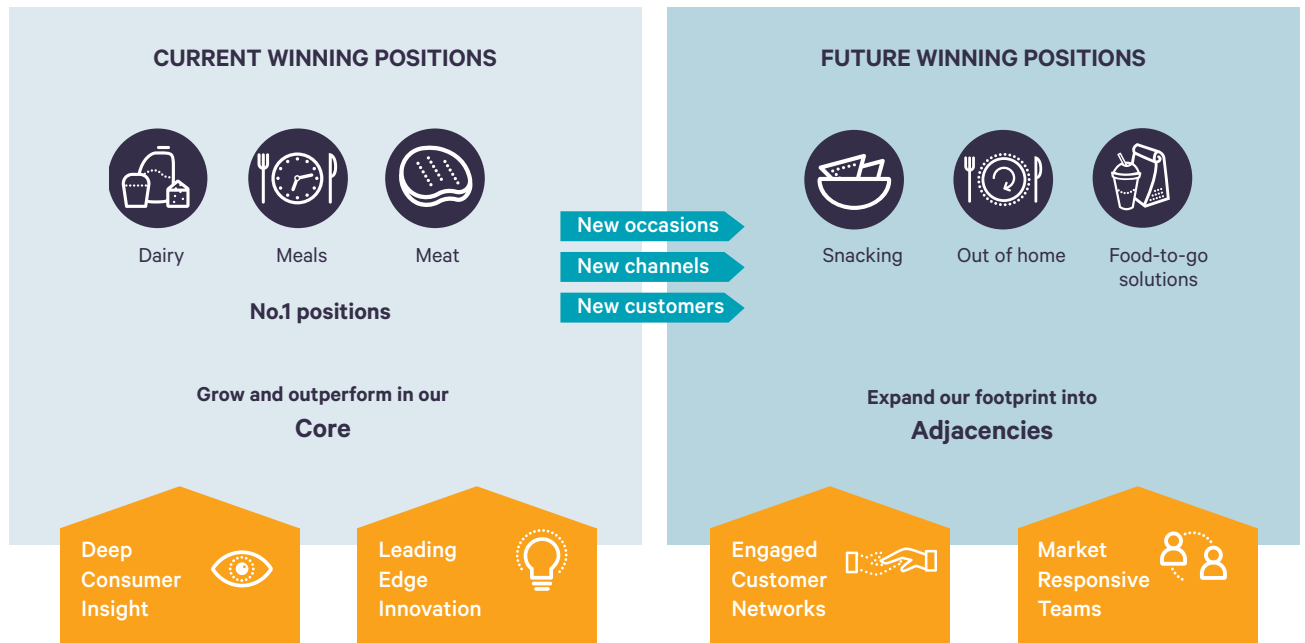 CURRENT WINNING POSITIONS
Dairy
Meals
Meat
No.1 positions
Grow and outperform in our
Core
New occasions
New channels
New customers
FUTURE WINNING POSITIONS
Snacking
Out of home
Food-to-go
solutions
Expand our footprint into
Adjacencies
Deep
Consumer
Insight
Leading
Edge
Innovation
Engaged
Customer
Networks
Market
Responsive
Teams